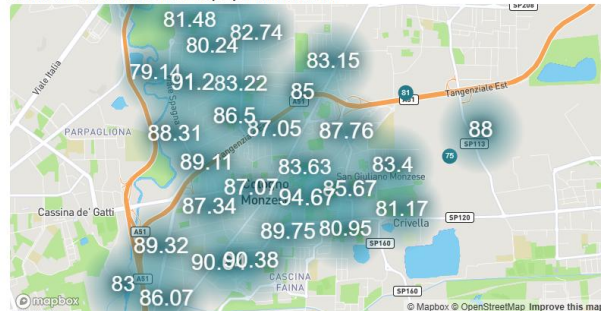 SP208
81.48
82.74
80.24
83.15
Viale Italia
79.14
91.2
83.22
85
A51
81
A51
Tangenziale Est
86.5
87.05
87.76
88
SP113
PARPAGLIONA
88.31
75
89.11
83.63
83.4
San Giuliano Monzese
87.07
85.67
94.67
Monzese
87.34
81.17
Crivella
Cassina de' Gatti
SP120
A51
89.32
89.75
80.95
SP160
90.38
CASCINA
FAINA
83
A51
86.07
SP160
mapbox
© Mapbox © OpenStreetMap Improve this map